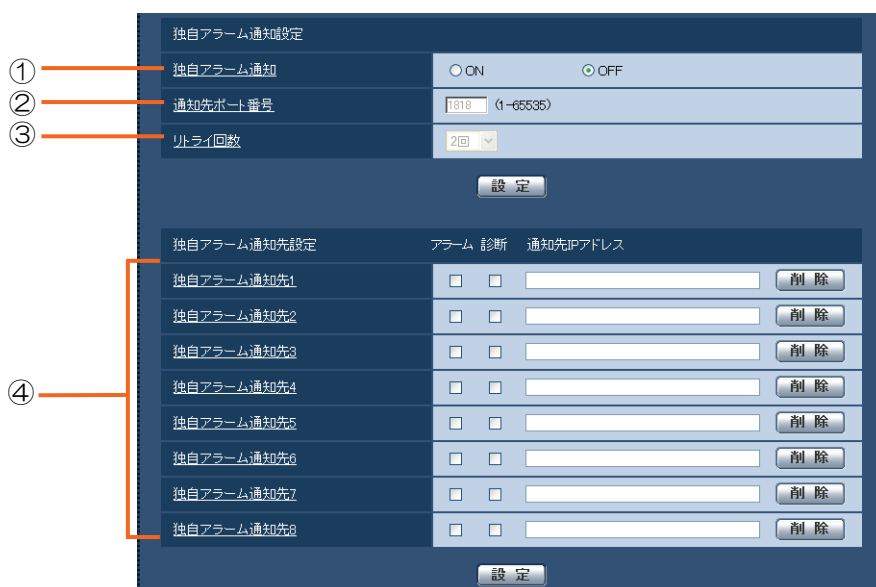 独自アラーム通知設定
① 独自アラーム通知 ON OFF
② 通知先ポート番号 1818 (1-65535)
③ リトライ回数 2回
設定
独自アラーム通知先設定 アラーム 診断 通知先IPアドレス
独自アラーム通知先1 削除
独自アラーム通知先2 削除
独自アラーム通知先3 削除
④ 独自アラーム通知先4 削除
独自アラーム通知先5 削除
独自アラーム通知先6 削除
独自アラーム通知先7 削除
独自アラーム通知先8 削除
設定